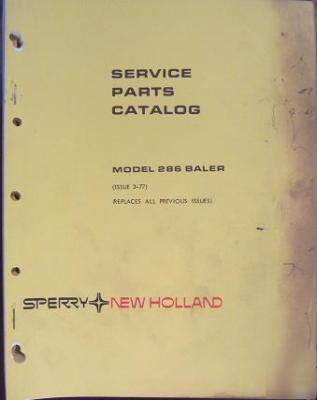 SERVICE
PARTS
CATALOG
MODEL 286 BALER
(ISSUE 3-77)
(REPLACES ALL PREVIOUS ISSUES)
SPERRY NEW HOLLAND